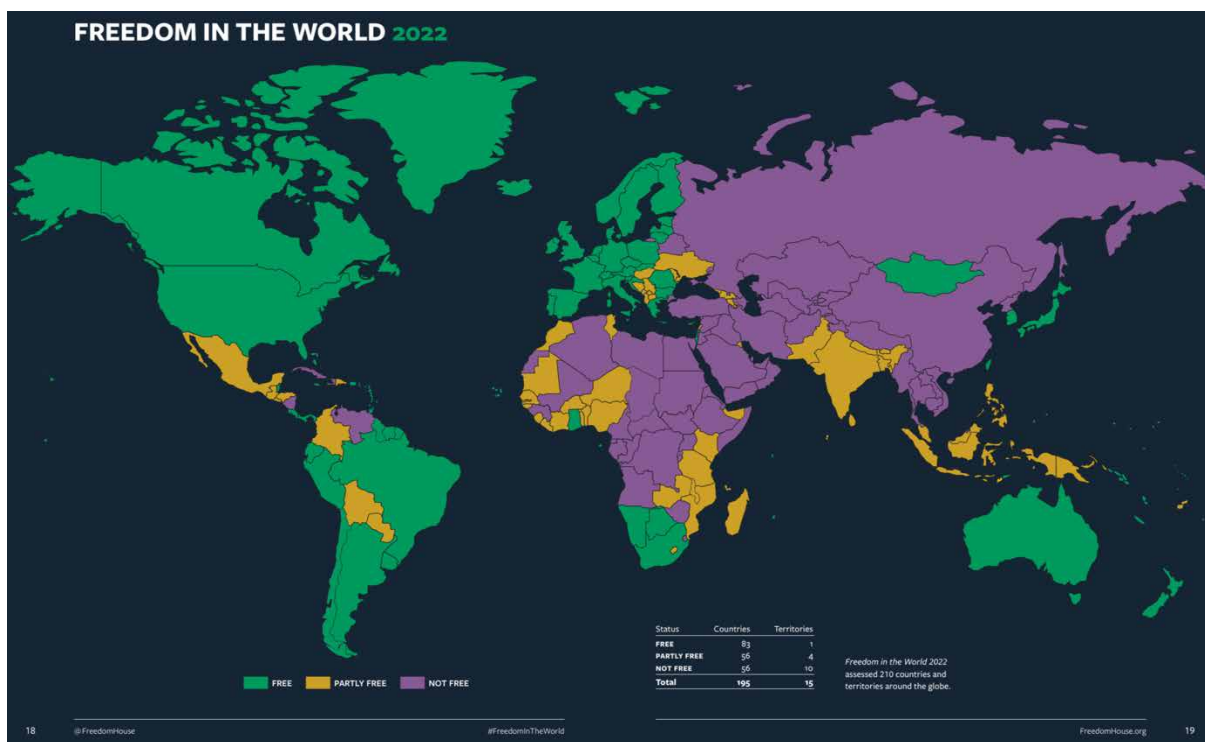 FREEDOM IN THE WORLD 2022
Status Countries Territories
FREE 83 1
PARTLY FREE 56 4
NOT FREE 56 10
Total 195 15
Freedom in the World 2022
assessed 210 countries and
territories around the globe.
FREE PARTLY FREE NOT FREE
18 @FreedomHouse #FreedomInTheWorld FreedomHouse.org 19